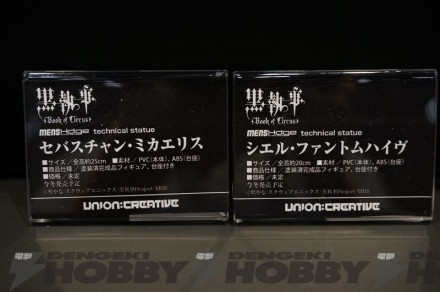 黒執事
Book of Circus
MENSHdge technical statue
セバスチャン・ミカエリス
■サイズ／全高約25cm ■素材／PVC(本体)、ABS(台座)
■商品仕様／塗装済完成品フィギュア、台座付き
■価格／未定
今冬発売予定
UNION:CREATIVE
黒執事
Book of Circus
MENSHdge technical statue
シエル・ファントムハイヴ
■サイズ／全高約20cm ■素材／PVC(本体)、ABS(台座)
■商品仕様／塗装済完成品フィギュア、台座付き
■価格／未定
今冬発売予定
UNION:CREATIVE
電撃 DENGEKI HOBBY
電撃 DENGEKI HOBBY
電撃